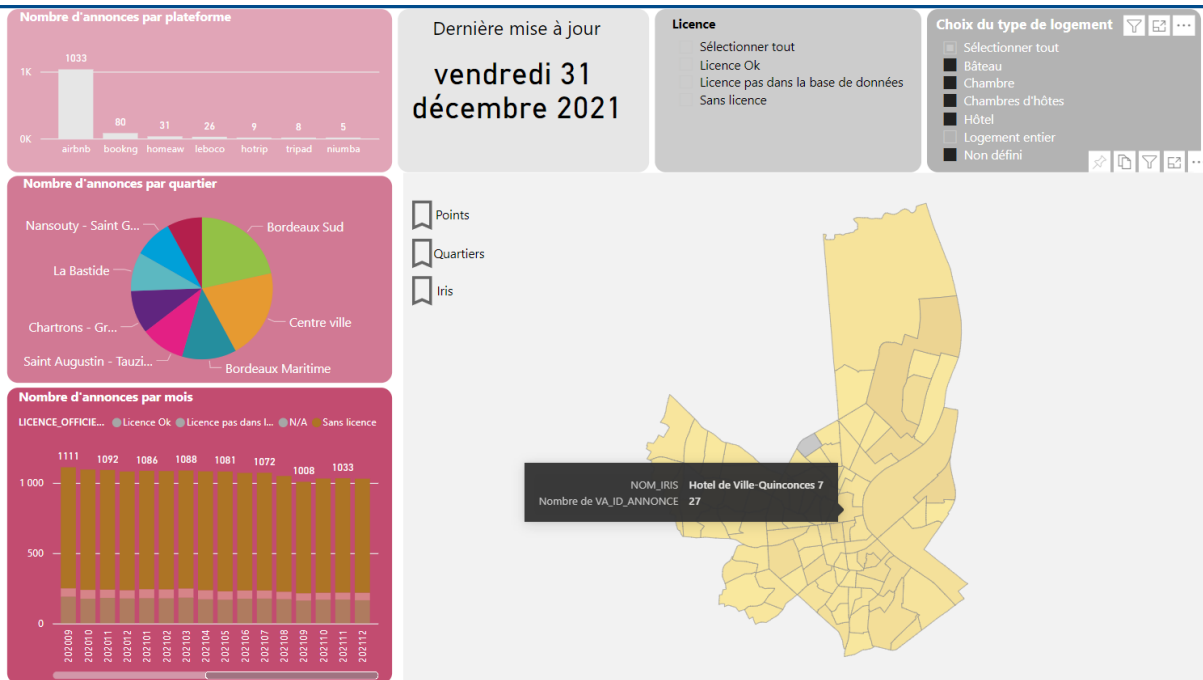 Nombre d'annonces par plateforme
1033
1K
80
31
26
9
8
5
0K
airbnb bookng homeaw leboco hotrip tripad niumba
Dernière mise à jour
vendredi 31
décembre 2021
Licence
Sélectionner tout
Licence Ok
Licence pas dans la base de données
Sans licence
Choix du type de logement
Sélectionner tout
Bâteau
Chambre
Chambres d'hôtes
Hôtel
Logement entier
Non défini
Nombre d'annonces par quartier
Nansouty - Saint G...
Bordeaux Sud
La Bastide
Centre ville
Chartrons - Gr...
Saint Augustin - Tauzi...
Bordeaux Maritime
Points
Quartiers
Iris
NOM_IRIS Hotel de Ville-Quinconces 7
Nombre de VA_ID_ANNONCE 27
Nombre d'annonces par mois
LICENCE_OFFICIE... Licence Ok Licence pas dans l... N/A Sans licence
1111 1092 1086 1088 1081 1072 1008 1033
1 000
500
0
202009 202010 202011 202012 202101 202102 202103 202104 202105 202106 202107 202108 202109 202110 202111 202112